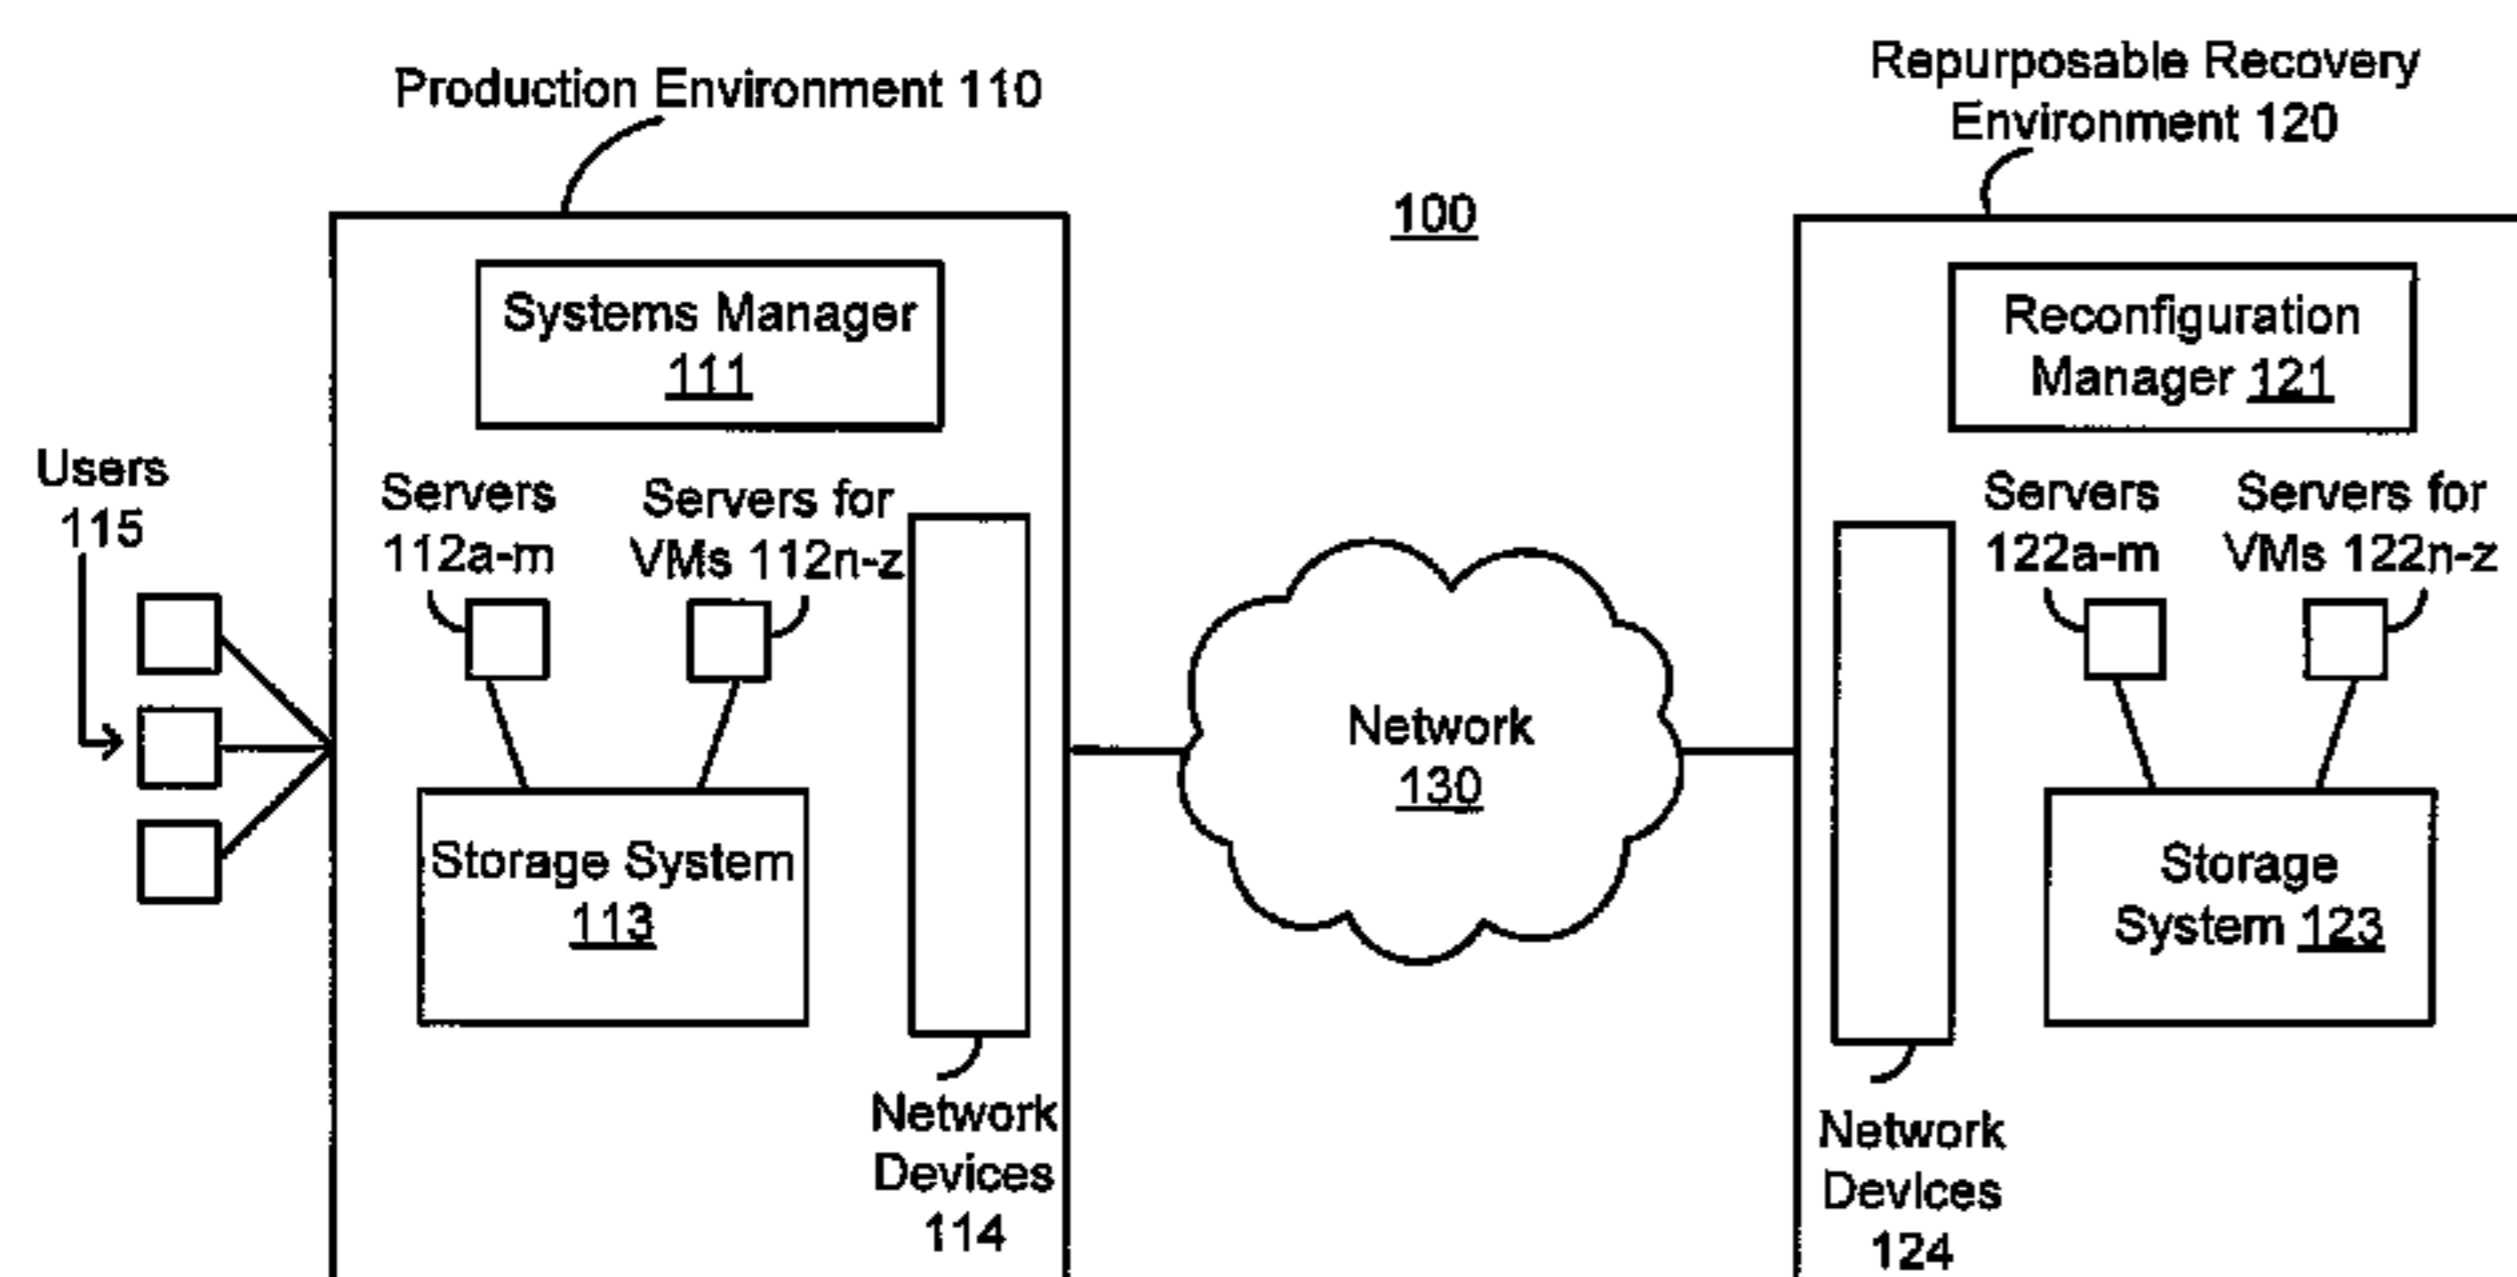 Production Environment 110
Repurposable Recovery
Environment 120
100
Systems Manager
111
Reconfiguration
Manager 121
Users
115
Servers
112a-m
Servers for
VMs 112n-z
Servers
122a-m
Servers for
VMs 122n-z
Network
130
Storage System
113
Storage
System 123
Network
Devices
114
Network
Devices
124